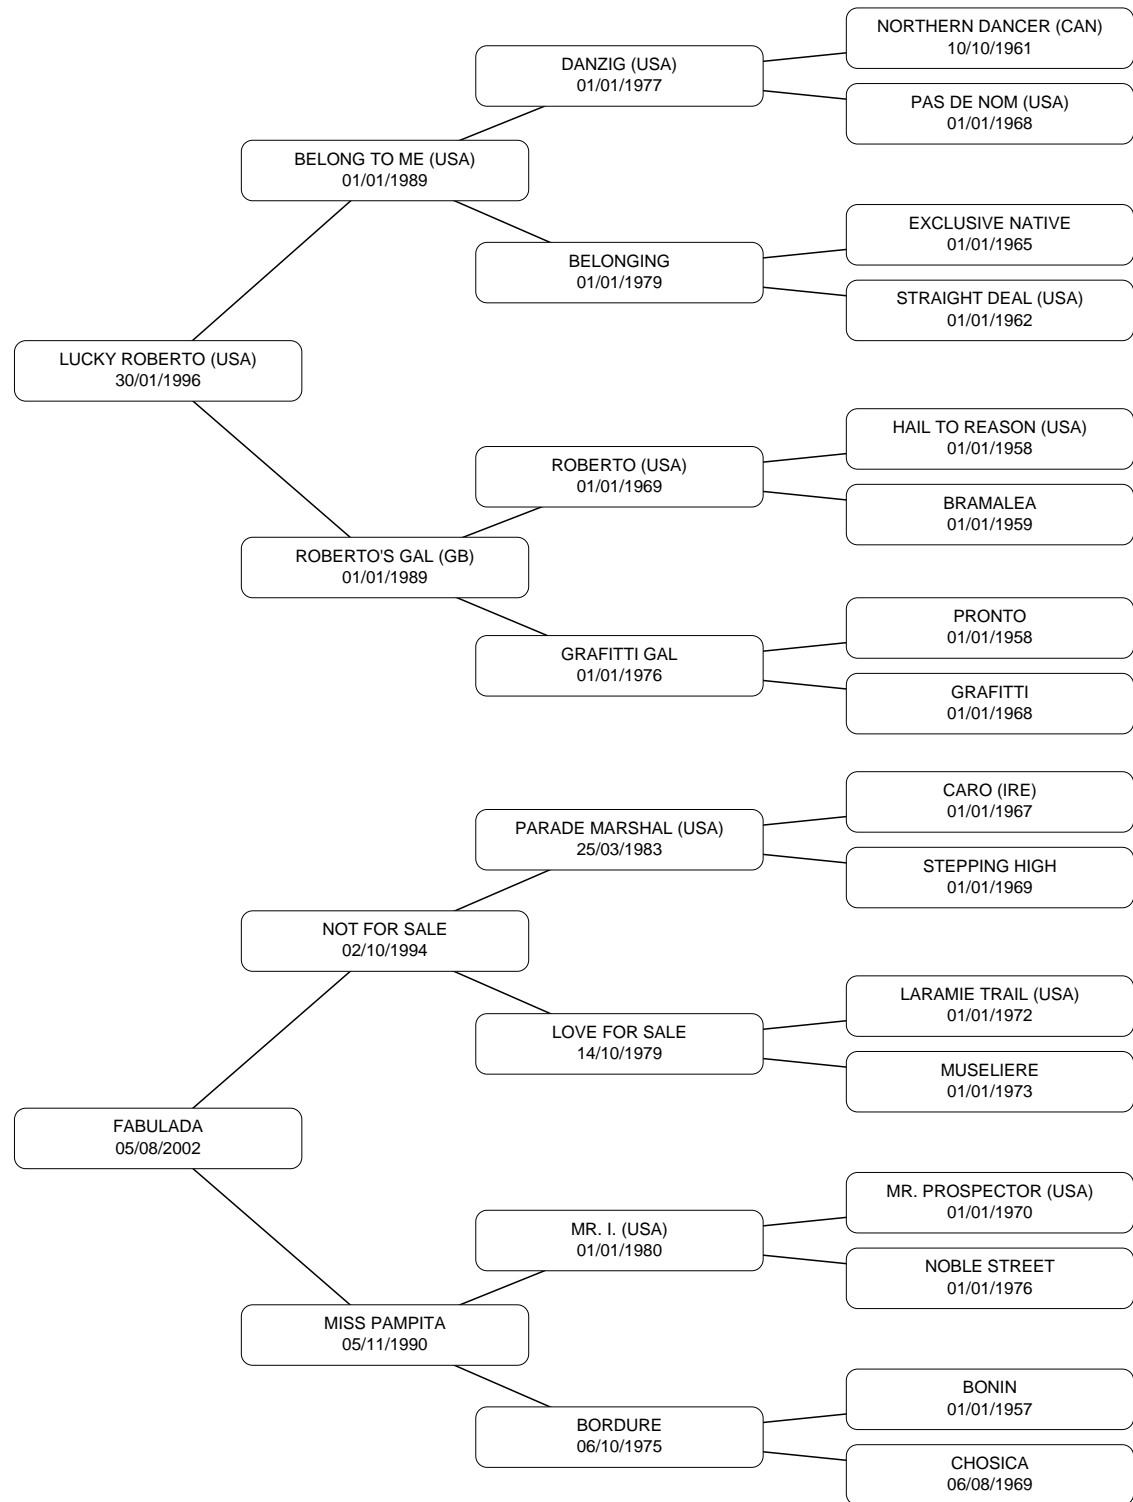 NORTHERN DANCER (CAN)
10/10/1961
DANZIG (USA)
01/01/1977
PAS DE NOM (USA)
01/01/1968
BELONG TO ME (USA)
01/01/1989
EXCLUSIVE NATIVE
01/01/1965
BELONGING
01/01/1979
STRAIGHT DEAL (USA)
01/01/1962
LUCKY ROBERTO (USA)
30/01/1996
HAIL TO REASON (USA)
01/01/1958
ROBERTO (USA)
01/01/1969
BRAMALEA
01/01/1959
ROBERTO'S GAL (GB)
01/01/1989
PRONTO
01/01/1958
GRAFITTI GAL
01/01/1976
GRAFITTI
01/01/1968
CARO (IRE)
01/01/1967
PARADE MARSHAL (USA)
25/03/1983
STEPPING HIGH
01/01/1969
NOT FOR SALE
02/10/1994
LARAMIE TRAIL (USA)
01/01/1972
LOVE FOR SALE
14/10/1979
MUSELIERE
01/01/1973
FABULADA
05/08/2002
MR. PROSPECTOR (USA)
01/01/1970
MR. I. (USA)
01/01/1980
NOBLE STREET
01/01/1976
MISS PAMPITA
05/11/1990
BONIN
01/01/1957
BORDURE
06/10/1975
CHOSICA
06/08/1969